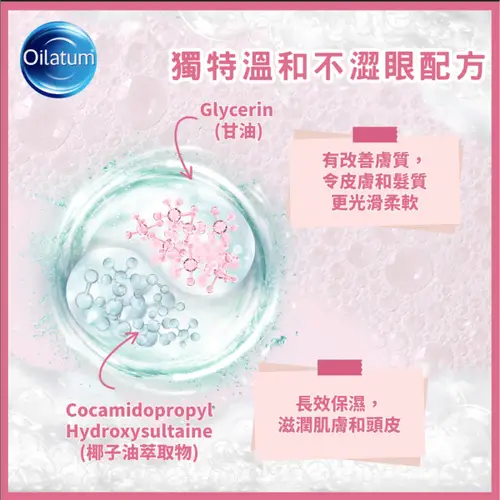 Oilatum
獨特溫和不澀眼配方
Glycerin
(甘油)
有改善膚質，
令皮膚和髮質
更光滑柔軟
Cocamidopropyl
Hydroxysultaine
(椰子油萃取物)
長效保濕，
滋潤肌膚和頭皮